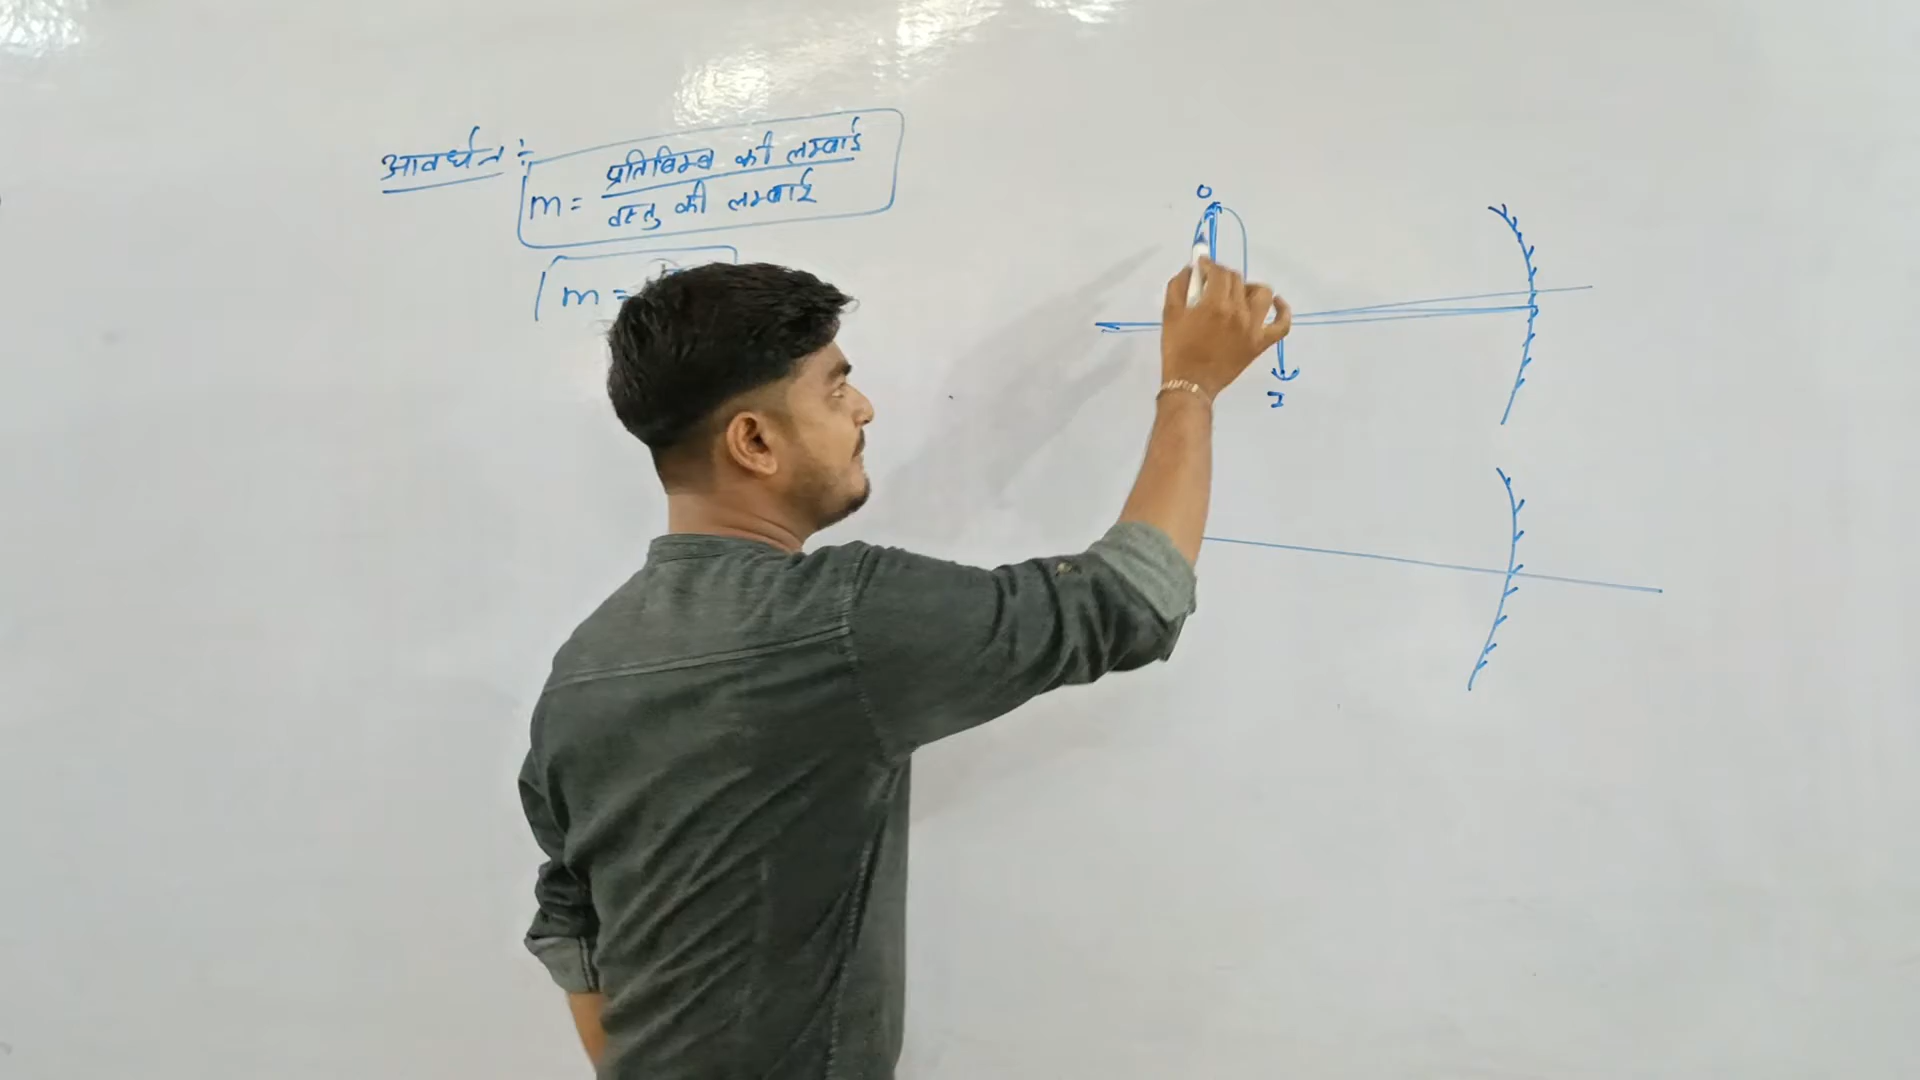 आवर्धन :-
m = प्रतिबिम्ब की लम्बाई
वस्तु की लम्बाई
m =
O
I